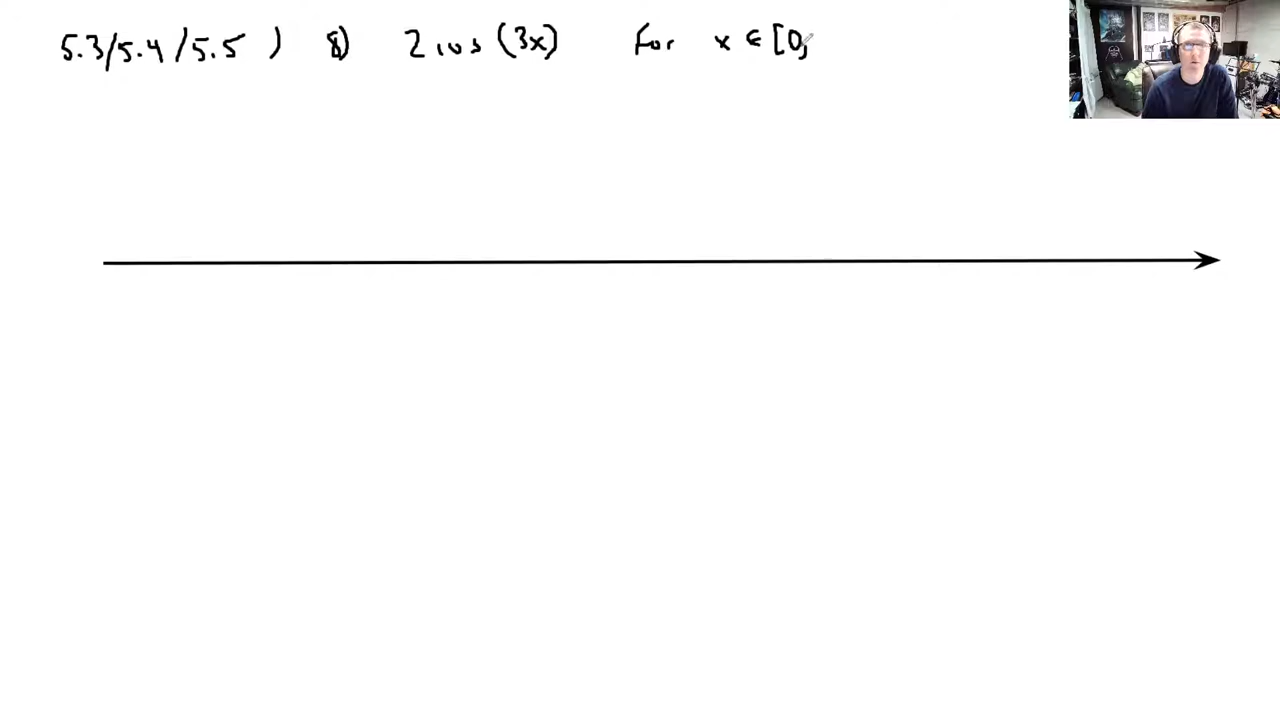 5.3/5.4/5.5 ) 8) 2 cos (3x) for x ∈ [0,